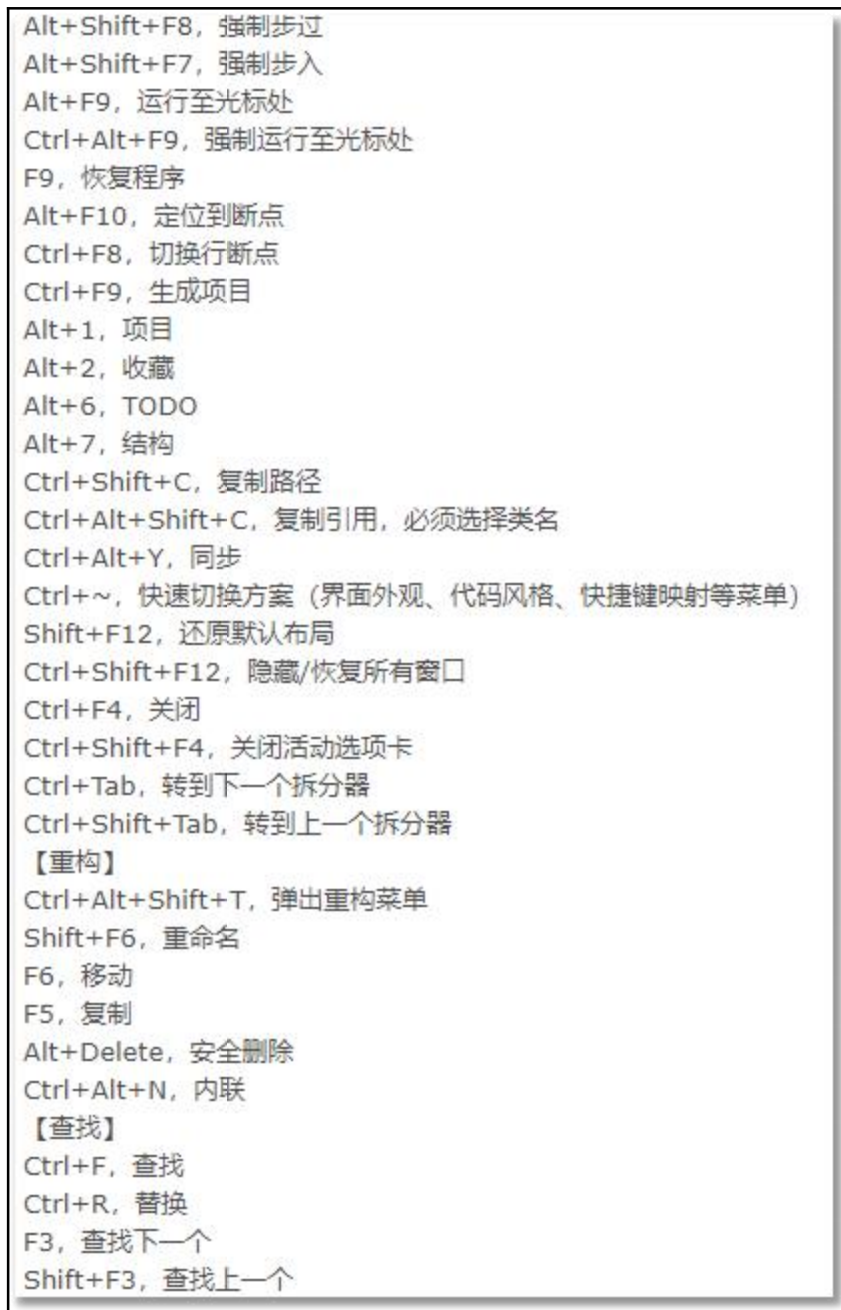 Alt+Shift+F8，强制步过
Alt+Shift+F7，强制步入
Alt+F9，运行至光标处
Ctrl+Alt+F9，强制运行至光标处
F9，恢复程序
Alt+F10，定位到断点
Ctrl+F8，切换行断点
Ctrl+F9，生成项目
Alt+1，项目
Alt+2，收藏
Alt+6，TODO
Alt+7，结构
Ctrl+Shift+C，复制路径
Ctrl+Alt+Shift+C，复制引用，必须选择类名
Ctrl+Alt+Y，同步
Ctrl+~，快速切换方案（界面外观、代码风格、快捷键映射等菜单）
Shift+F12，还原默认布局
Ctrl+Shift+F12，隐藏/恢复所有窗口
Ctrl+F4，关闭
Ctrl+Shift+F4，关闭活动选项卡
Ctrl+Tab，转到下一个拆分器
Ctrl+Shift+Tab，转到上一个拆分器
【重构】
Ctrl+Alt+Shift+T，弹出重构菜单
Shift+F6，重命名
F6，移动
F5，复制
Alt+Delete，安全删除
Ctrl+Alt+N，内联
【查找】
Ctrl+F，查找
Ctrl+R，替换
F3，查找下一个
Shift+F3，查找上一个